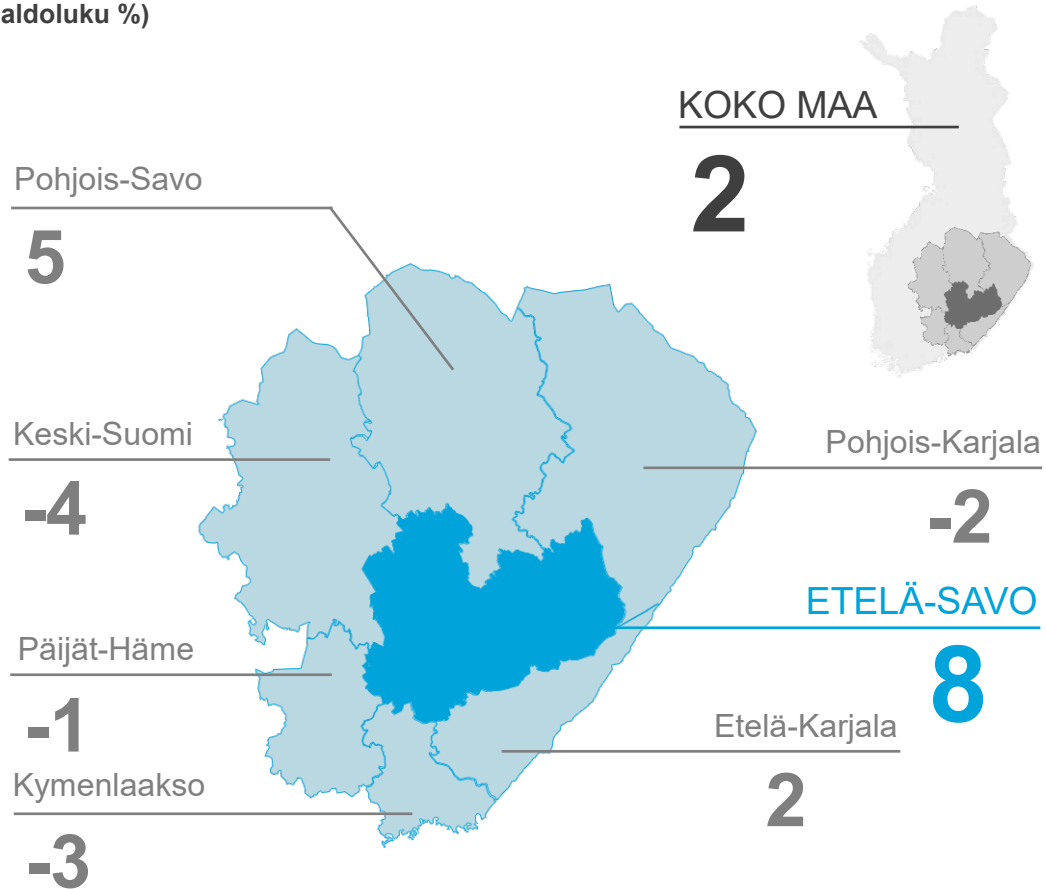 aldoluku %)
KOKO MAA
2
Pohjois-Savo
5
Keski-Suomi
-4
Pohjois-Karjala
-2
ETELÄ-SAVO
8
Päijät-Häme
-1
Etelä-Karjala
2
Kymenlaakso
-3